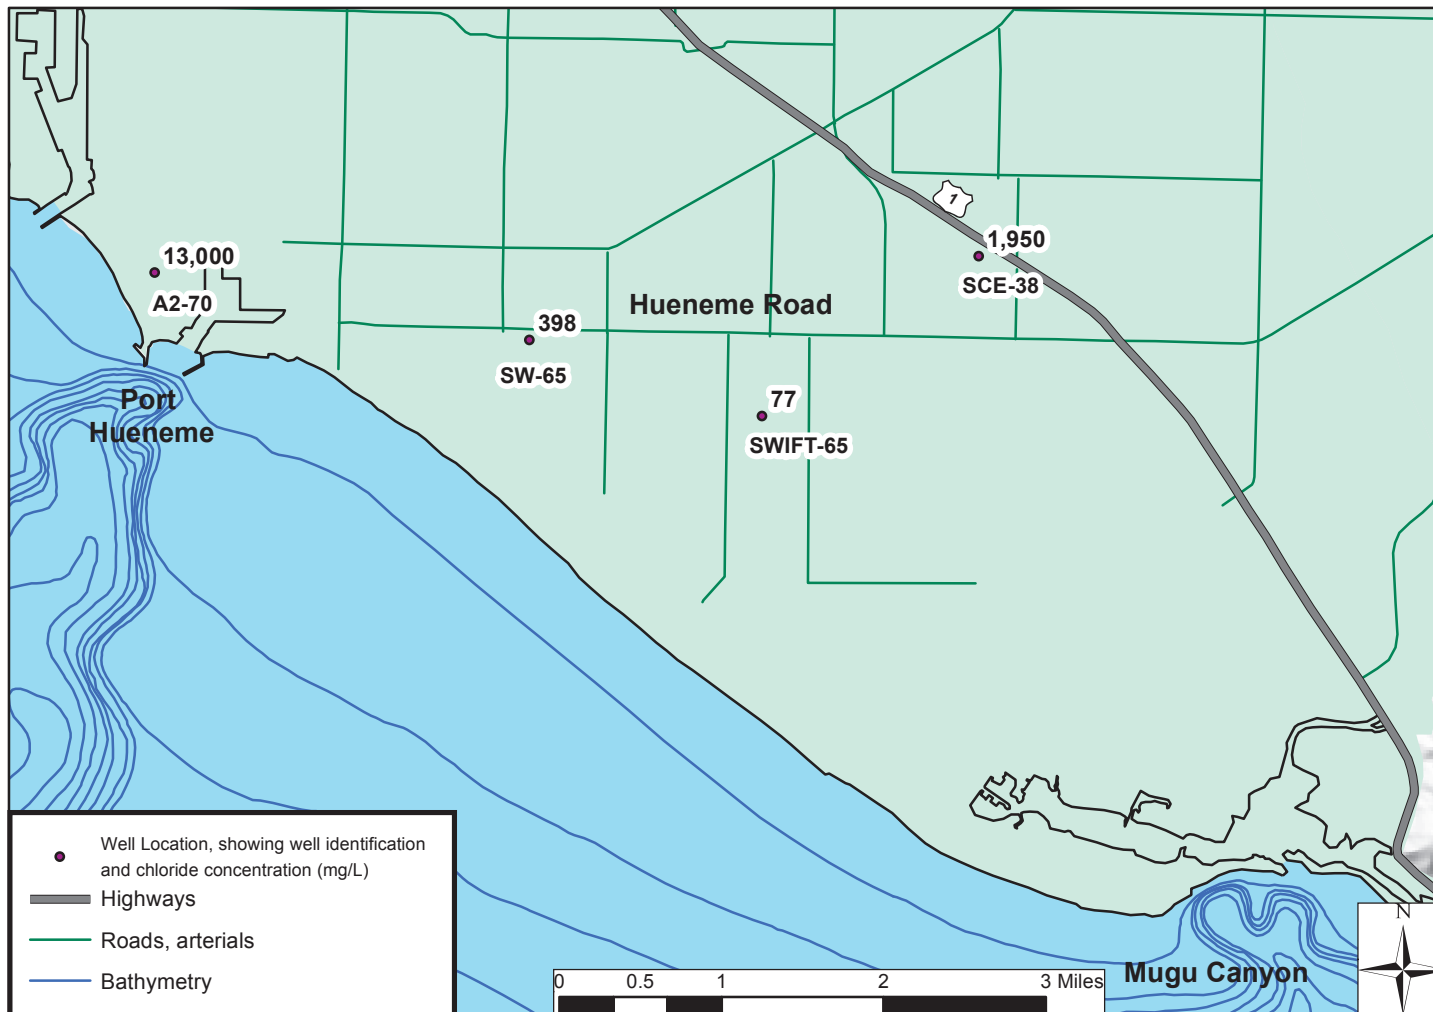 1
13,000
A2-70
1,950
SCE-38
Hueneme Road
398
SW-65
77
SWIFT-65
Port
Hueneme
Well Location, showing well identification
and chloride concentration (mg/L)
Highways
Roads, arterials
Bathymetry
0 0.5 1 2 3 Miles
Mugu Canyon
N